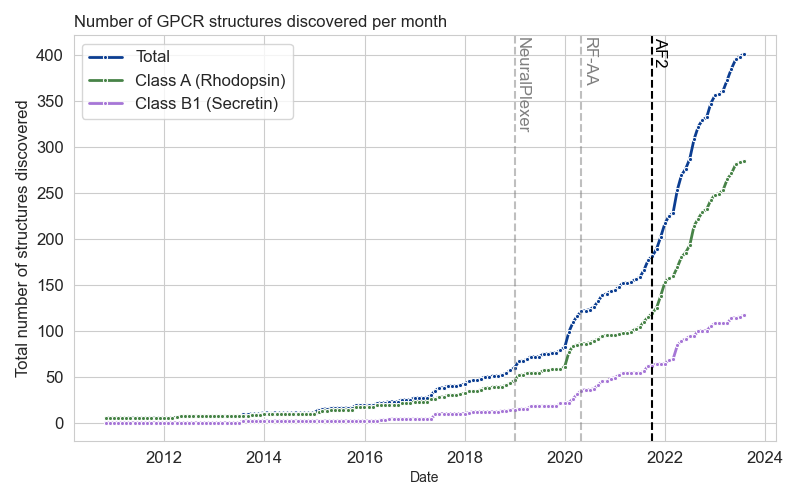 Number of GPCR structures discovered per month
Total number of structures discovered
400
350
300
250
200
150
100
50
0
Total
Class A (Rhodopsin)
Class B1 (Secretin)
NeuralPlexer
RF-AA
AF2
2012
2014
2016
2018
2020
2022
2024
Date